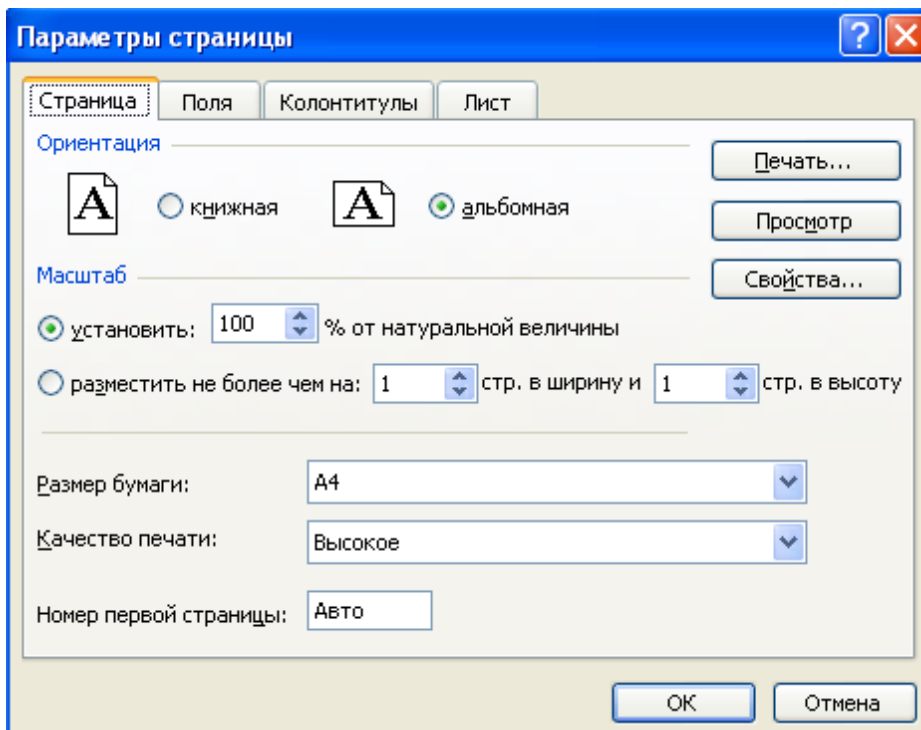 Параметры страницы
Страница Поля Колонтитулы Лист
Ориентация
Печать...
A книжная A альбомная
Просмотр
Масштаб
Свойства...
установить: 100 % от натуральной величины
разместить не более чем на: 1 стр. в ширину и 1 стр. в высоту
Размер бумаги: A4
Качество печати: Высокое
Номер первой страницы: Авто
ОК Отмена